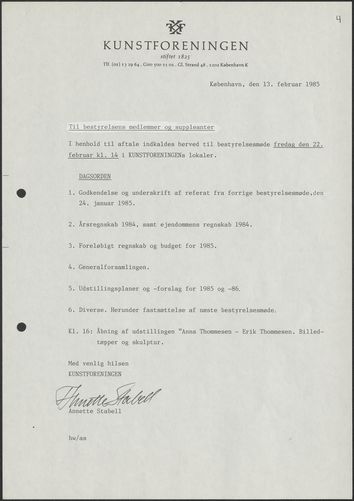 4
KUNSTFORENINGEN
stiftet 1825
Tlf. (01) 13 29 64 . Giro 500 21 01 . Gl. Strand 48 . 1202 København K
København, den 13. februar 1985
Til bestyrelsens medlemmer og suppleanter
I henhold til aftale indkaldes herved til bestyrelsesmøde fredag den 22.
februar kl. 14 i KUNSTFORENINGENs lokaler.
DAGSORDEN
1. Godkendelse og underskrift af referat fra forrige bestyrelsesmøde.den
24. januar 1985.
2. Årsregnskab 1984, samt ejendommens regnskab 1984.
3. Foreløbigt regnskab og budget for 1985.
4. Generalforsamlingen.
5. Udstillingsplaner og -forslag for 1985 og -86.
6. Diverse. Herunder fastsættelse af næste bestyrelsesmøde.
Kl. 16: Åbning af udstillingen "Anna Thommesen - Erik Thommesen. Billed-
tæpper og skulptur.
Med venlig hilsen
KUNSTFORENINGEN
Annette Stabell
Annette Stabell
hw/as